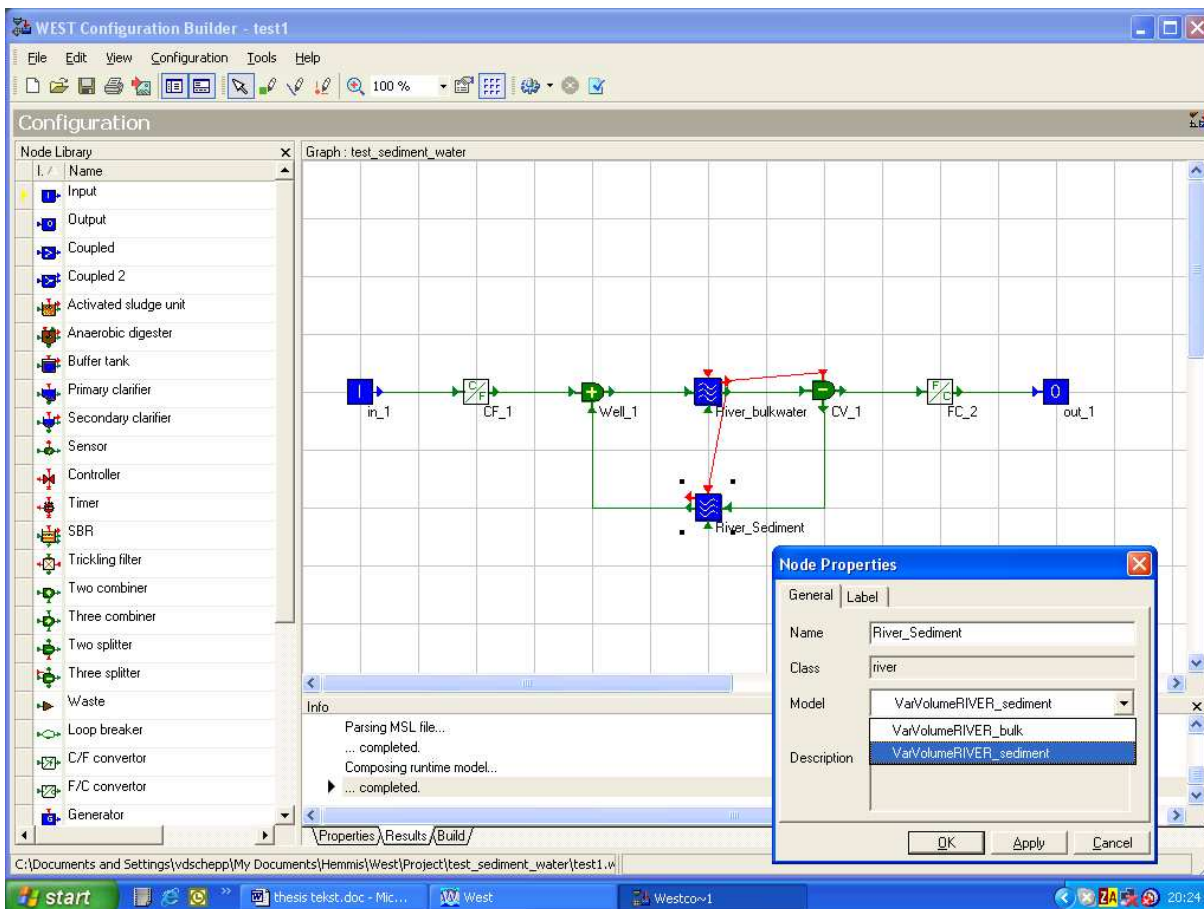 WEST Configuration Builder - test1
File Edit View Configuration Tools Help
100 %
Configuration
Node Library
Graph : test_sediment_water
I. Name
Input
Output
Coupled
Coupled 2
Activated sludge unit
Anaerobic digester
Buffer tank
Primary clarifier
Secondary clarifier
Sensor
Controller
Timer
SBR
Trickling filter
Two combiner
Three combiner
Two splitter
Three splitter
Waste
Loop breaker
C/F convertor
F/C convertor
Generator
I
C/F
F/C
O
in_1
CF_1
Well_1
River_bulkwater
CV_1
FC_2
out_1
River_Sediment
Info
Parsing MSL file...
... completed.
Composing runtime model...
... completed.
Properties Results Build
Node Properties
General Label
Name River_Sediment
Class river
Model VarVolumeRIVER_sediment
VarVolumeRIVER_bulk
VarVolumeRIVER_sediment
Description
OK Apply Cancel
C:\Documents and Settings\vdschepp\My Documents\Hemmis\West\Project\test_sediment_water\test1.w
start
thesis tekst.doc - Mic...
West
Westco~1
ZA
20:24